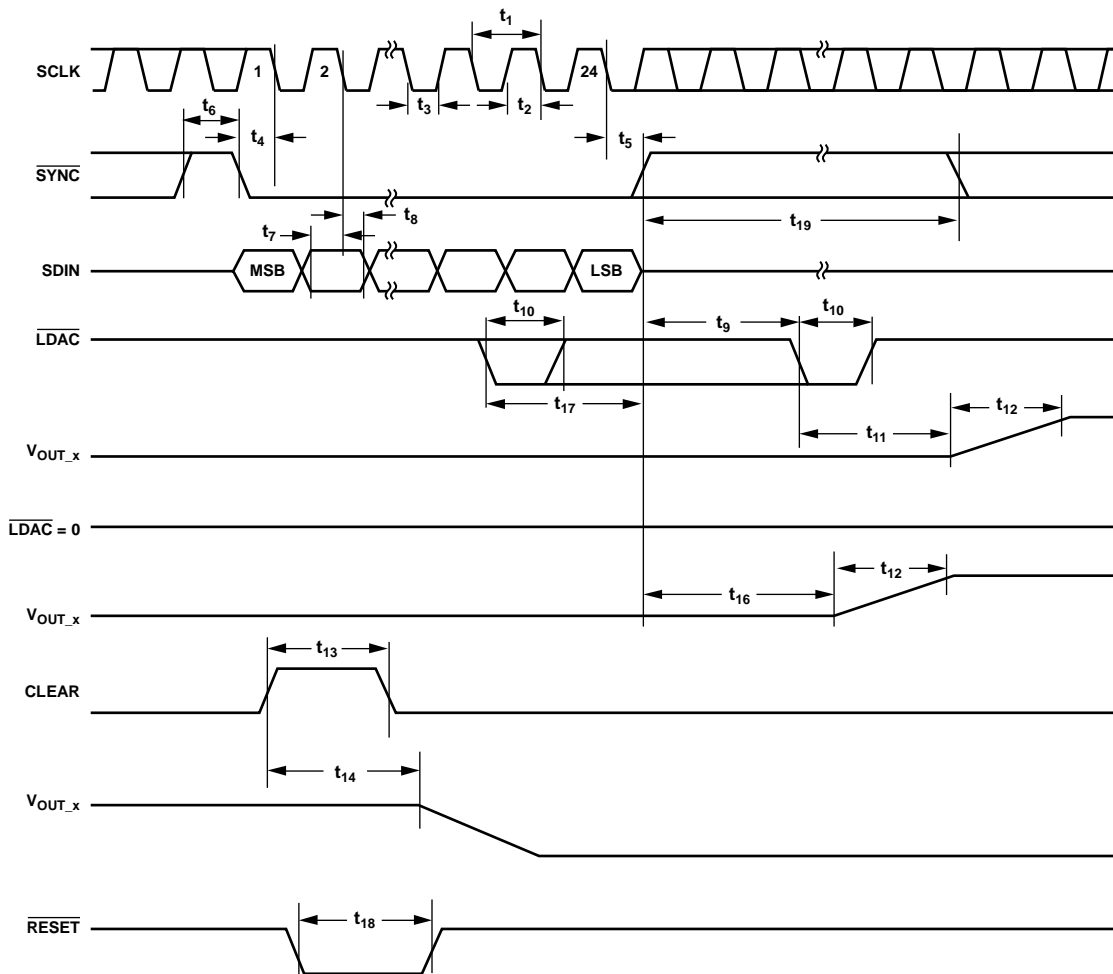 t1
SCLK
1
2
24
t3
t2
t6
t4
t5
SYNC
t8
t19
t7
SDIN
MSB
LSB
t10
t9
t10
LDAC
t17
t12
t11
VOUT_x
LDAC = 0
t12
t16
VOUT_x
t13
CLEAR
t14
VOUT_x
t18
RESET